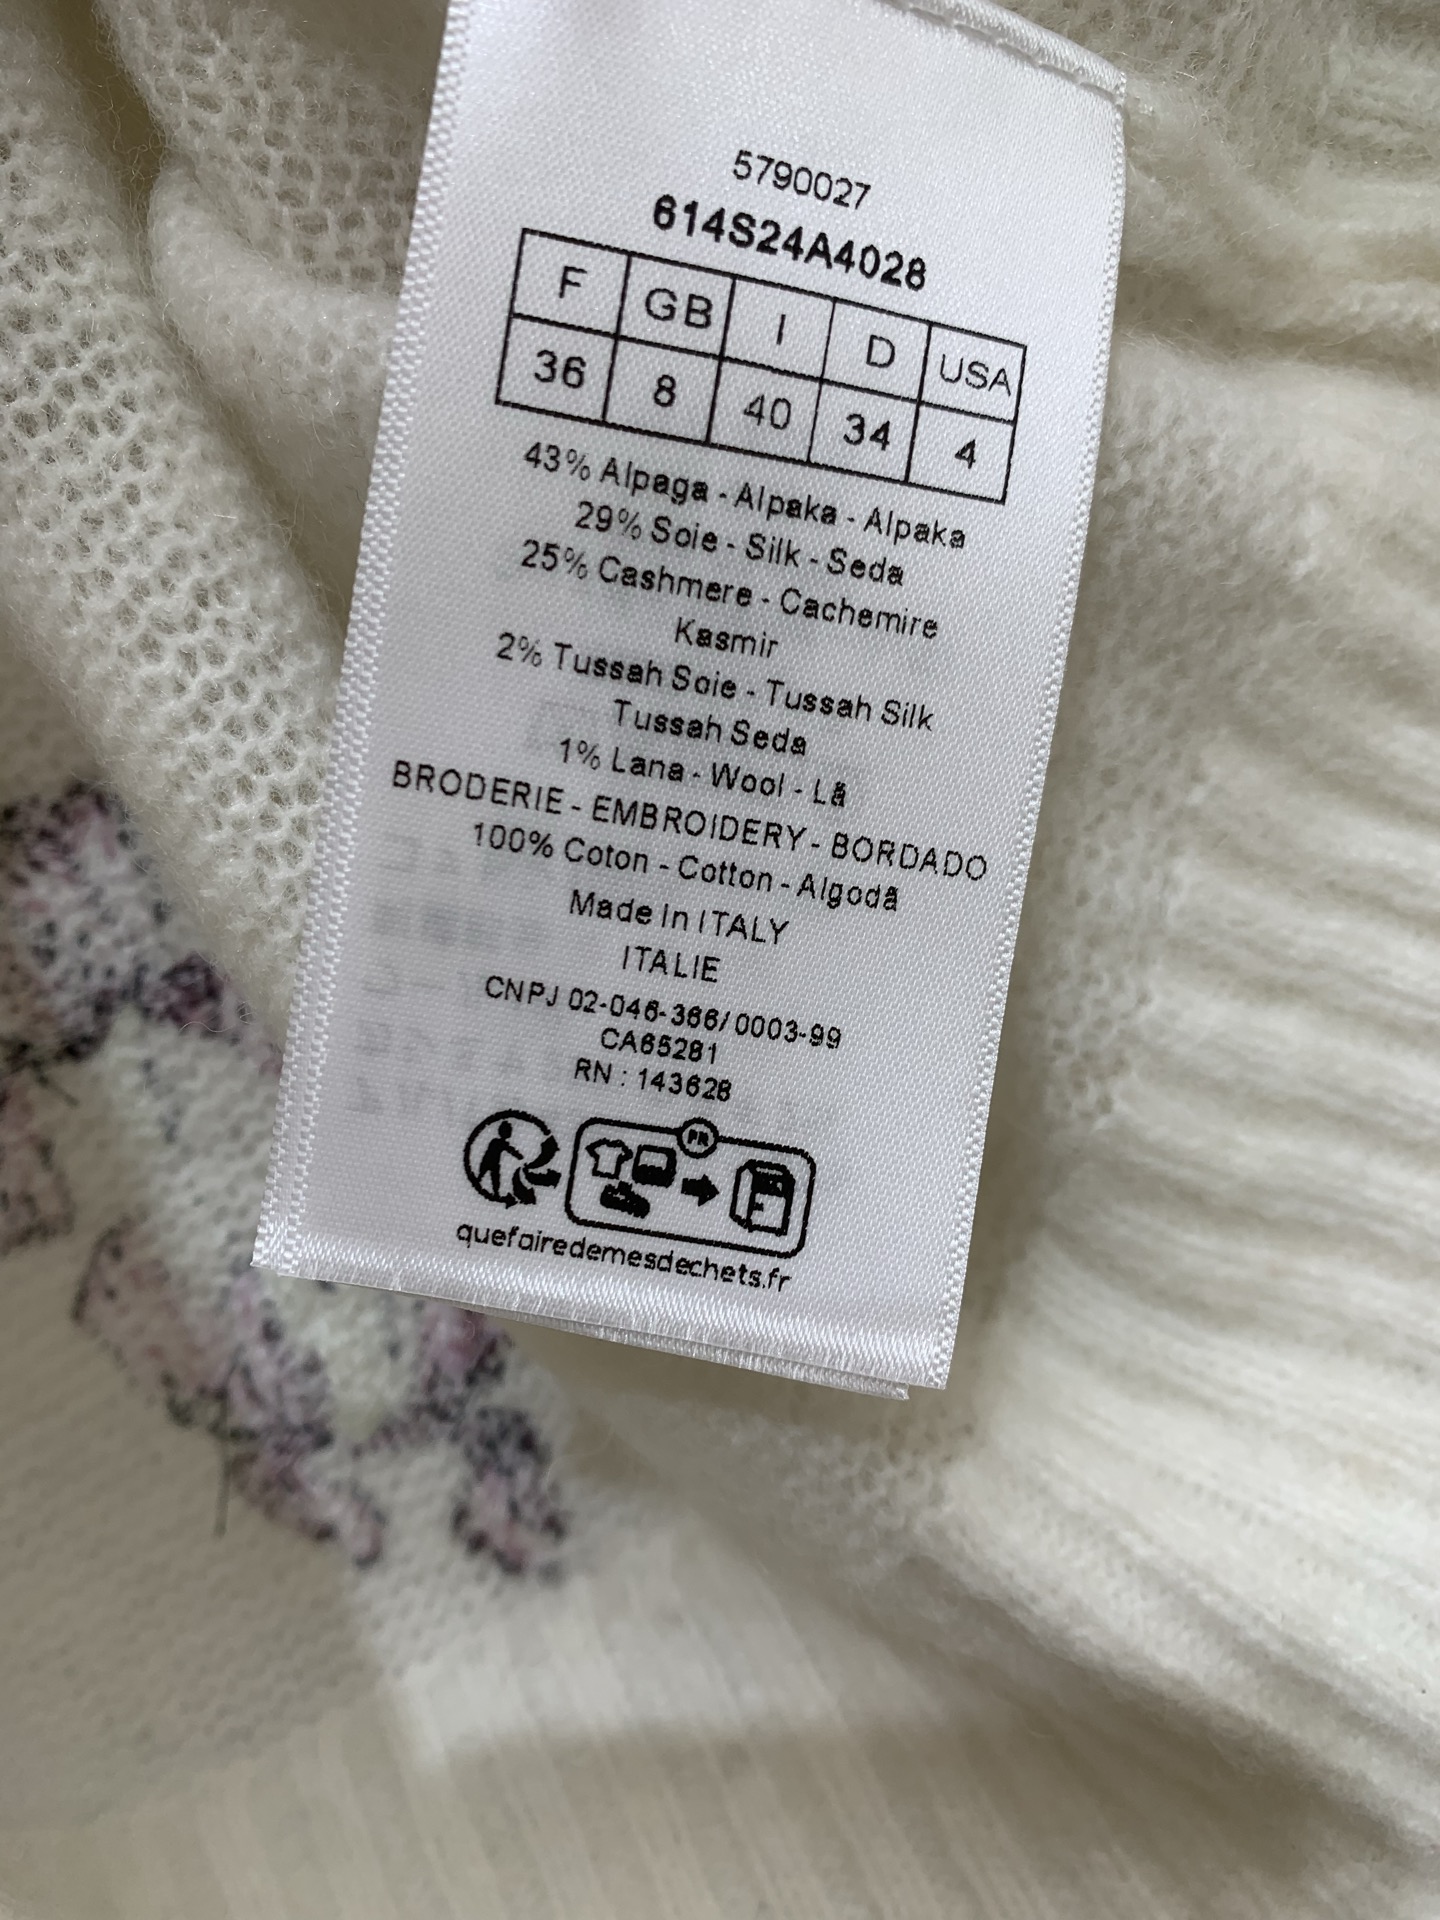 5790027
614S24A4028
F GB I D USA
36 8 40 34 4
43% Alpaga - Alpaka - Alpaka
29% Soie - Silk - Seda
25% Cashmere - Cachemire
Kasmir
2% Tussah Soie - Tussah Silk
Tussah Seda
1% Lana - Wool - Lã
BRODERIE - EMBROIDERY - BORDADO
100% Coton - Cotton - Algodã
Made In ITALY
ITALIE
CNPJ 02-046-366/0003-99
CA65281
RN : 143628
FR
quefairedemesdechets.fr